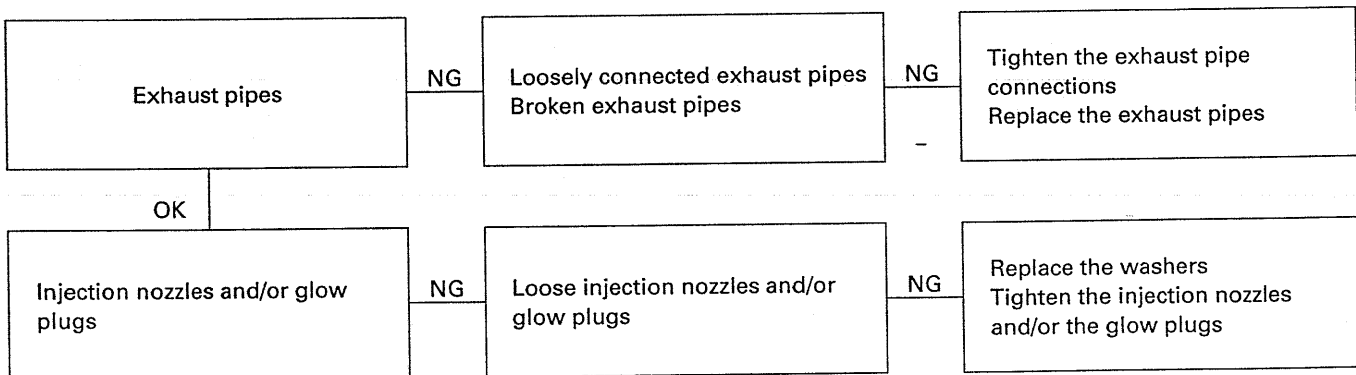 Exhaust pipes
NG
Loosely connected exhaust pipes
Broken exhaust pipes
NG
Tighten the exhaust pipe
connections
Replace the exhaust pipes
–
OK
Injection nozzles and/or glow
plugs
NG
Loose injection nozzles and/or
glow plugs
NG
Replace the washers
Tighten the injection nozzles
and/or the glow plugs